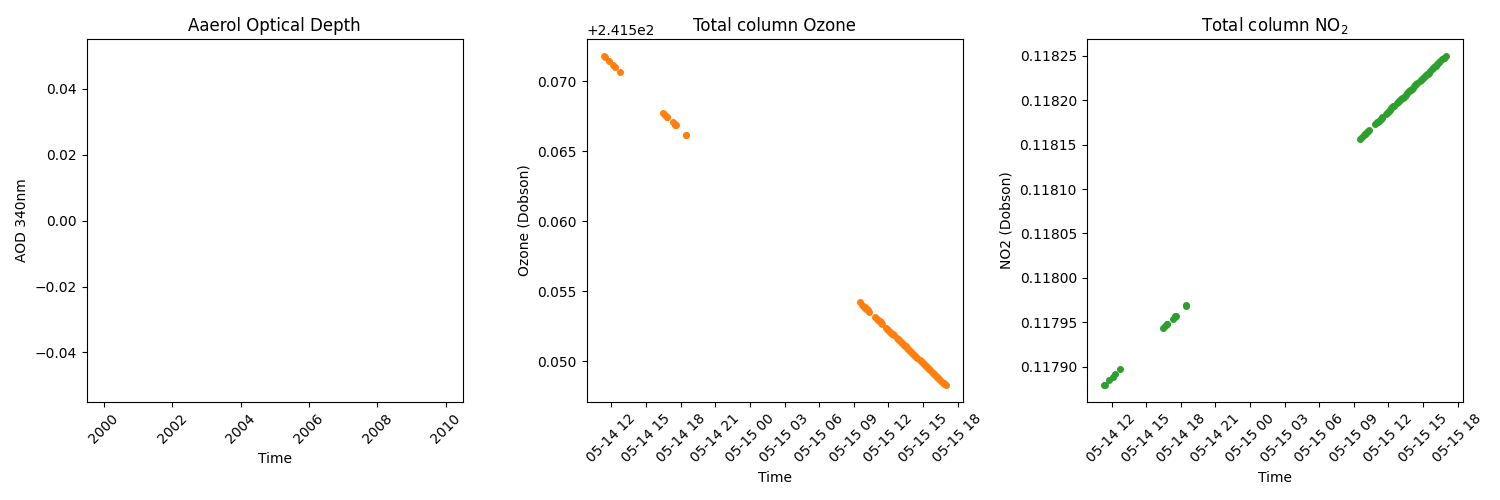 Aaerol Optical Depth
AOD 340nm
0.04
0.02
0.00
−0.02
−0.04
2000 2002 2004 2006 2008 2010
Time
Total column Ozone
+2.415e2
Ozone (Dobson)
0.070
0.065
0.060
0.055
0.050
05-14 12 05-14 15 05-14 18 05-14 21 05-15 00 05-15 03 05-15 06 05-15 09 05-15 12 05-15 15 05-15 18
Time
Total column NO₂
NO2 (Dobson)
0.11825
0.11820
0.11815
0.11810
0.11805
0.11800
0.11795
0.11790
05-14 12 05-14 15 05-14 18 05-14 21 05-15 00 05-15 03 05-15 06 05-15 09 05-15 12 05-15 15 05-15 18
Time